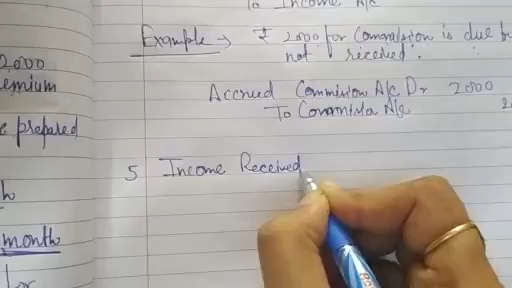 To Income A/c
Example → ₹ 2000 for Commission is due but
not received.
Accrued Commission A/c Dr 2000
To Commission A/c
5 Income Received
2000
emium
e prepared
month
for